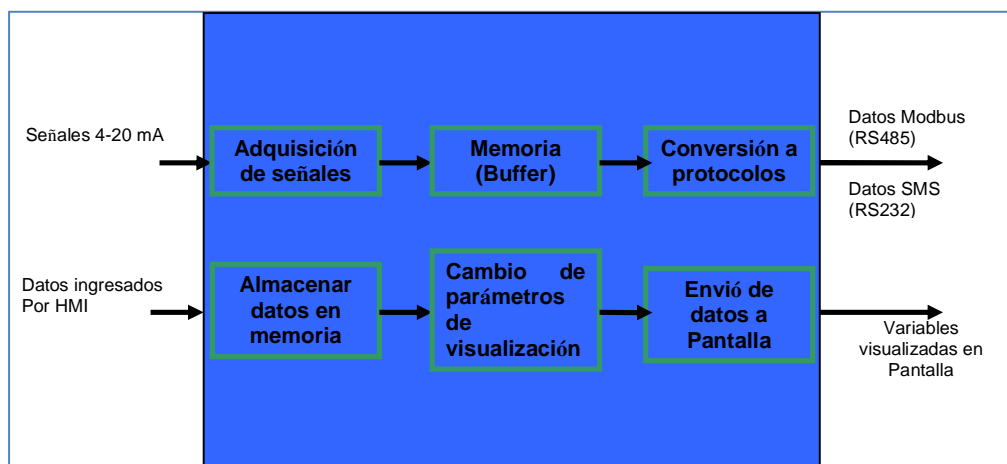 Señales 4-20 mA
Adquisición
de señales
Memoria
(Buffer)
Conversión a
protocolos
Datos Modbus
(RS485)
Datos SMS
(RS232)
Datos ingresados
Por HMI
Almacenar
datos en
memoria
Cambio de
parámetros
de
visualización
Envió de
datos a
Pantalla
Variables
visualizadas en
Pantalla